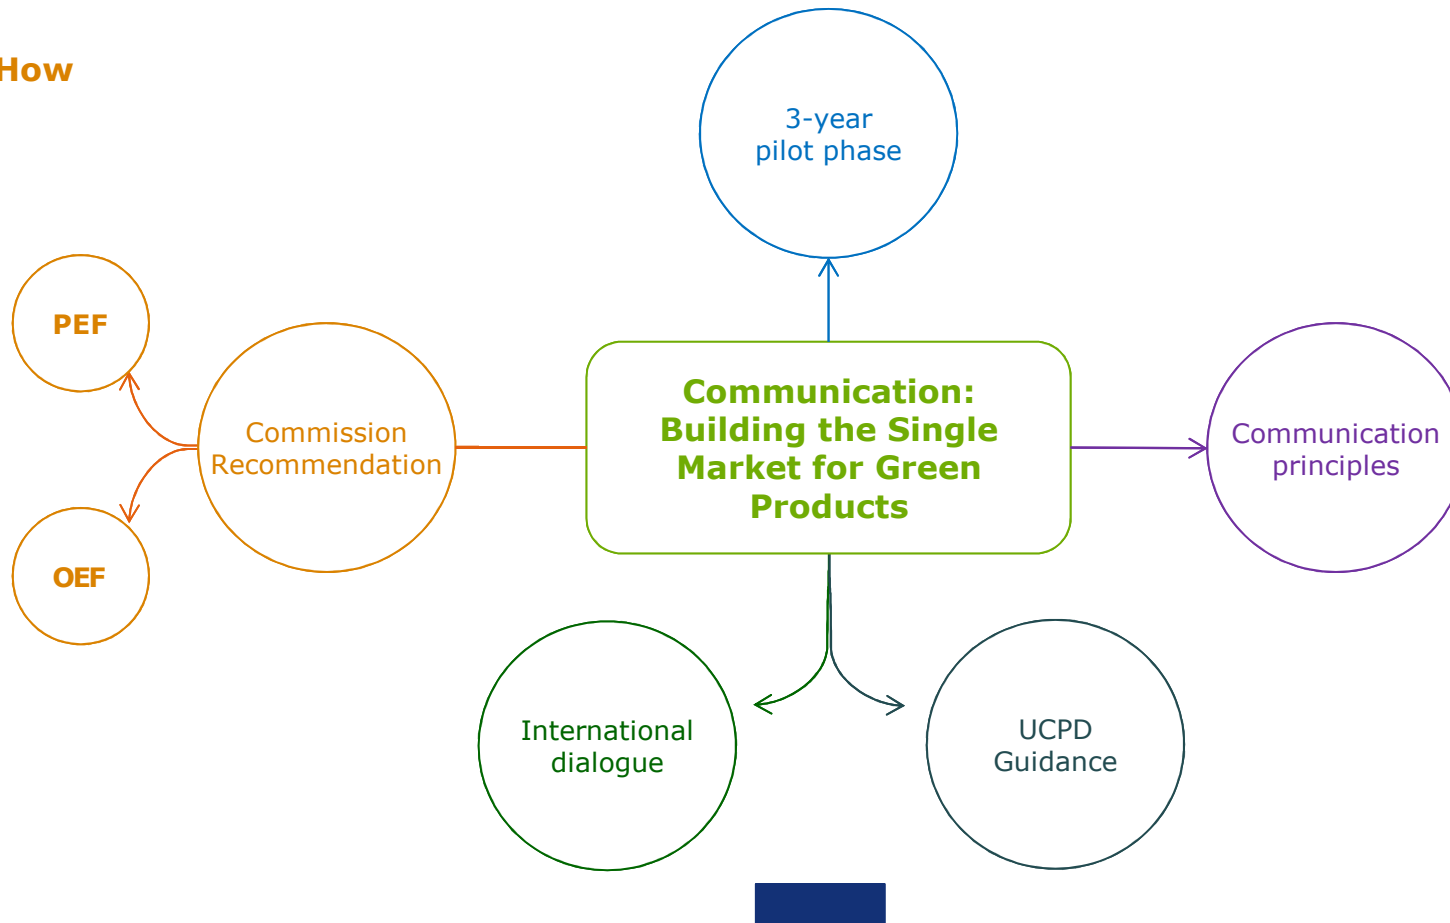 How
3-year
pilot phase
PEF
Commission
Recommendation
OEF
Communication:
Building the Single
Market for Green
Products
Communication
principles
International
dialogue
UCPD
Guidance